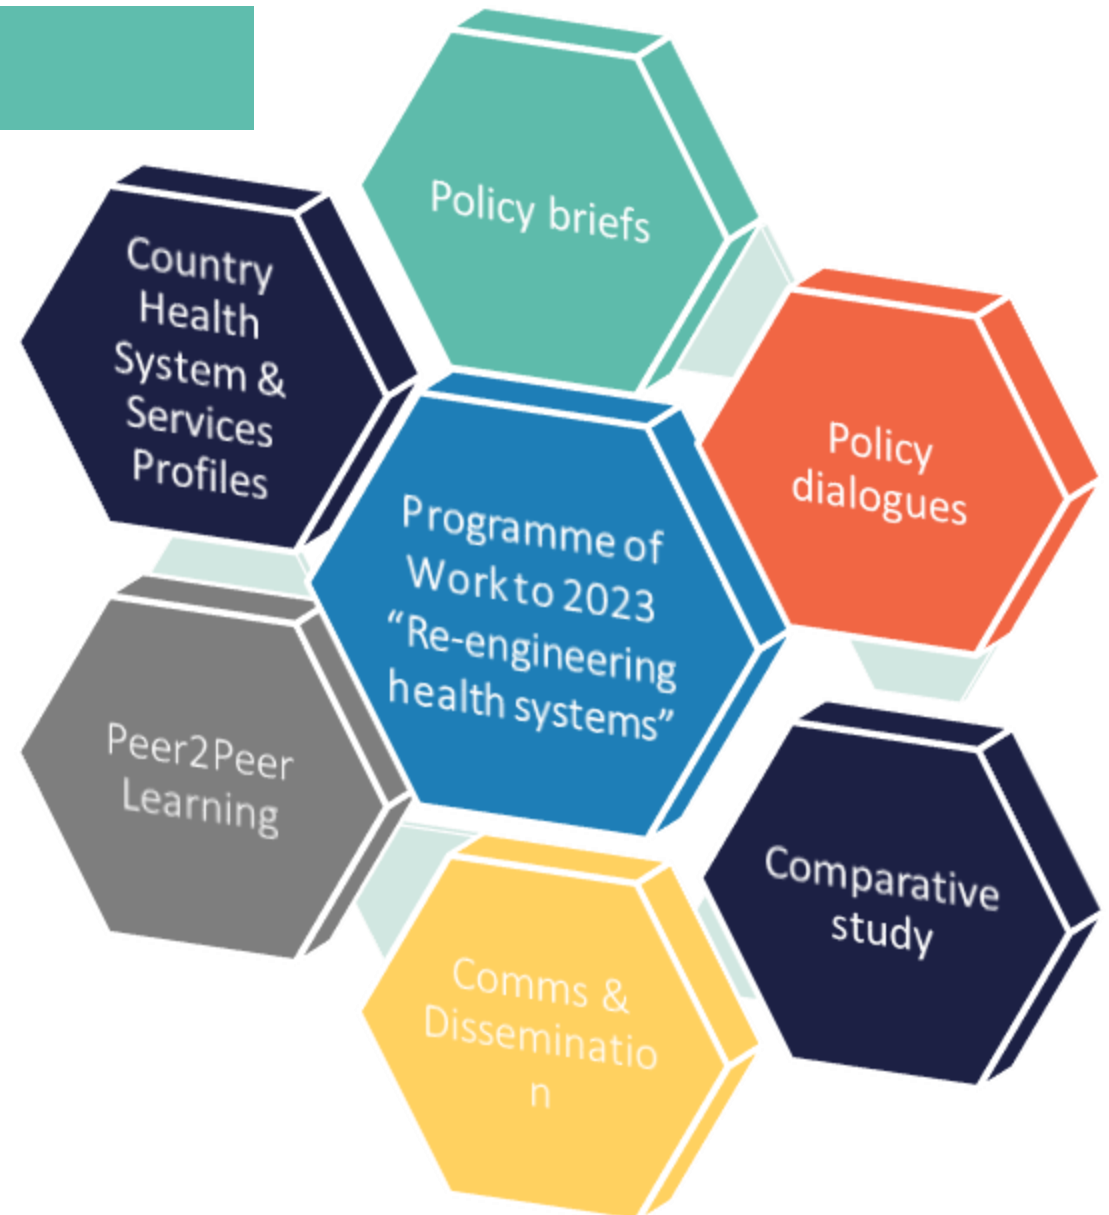 Policy briefs
Country
Health
System &
Services
Profiles
Policy
dialogues
Programme of
Work to 2023
“Re-engineering
health systems”
Peer2Peer
Learning
Comparative
study
Comms &
Disseminatio
n